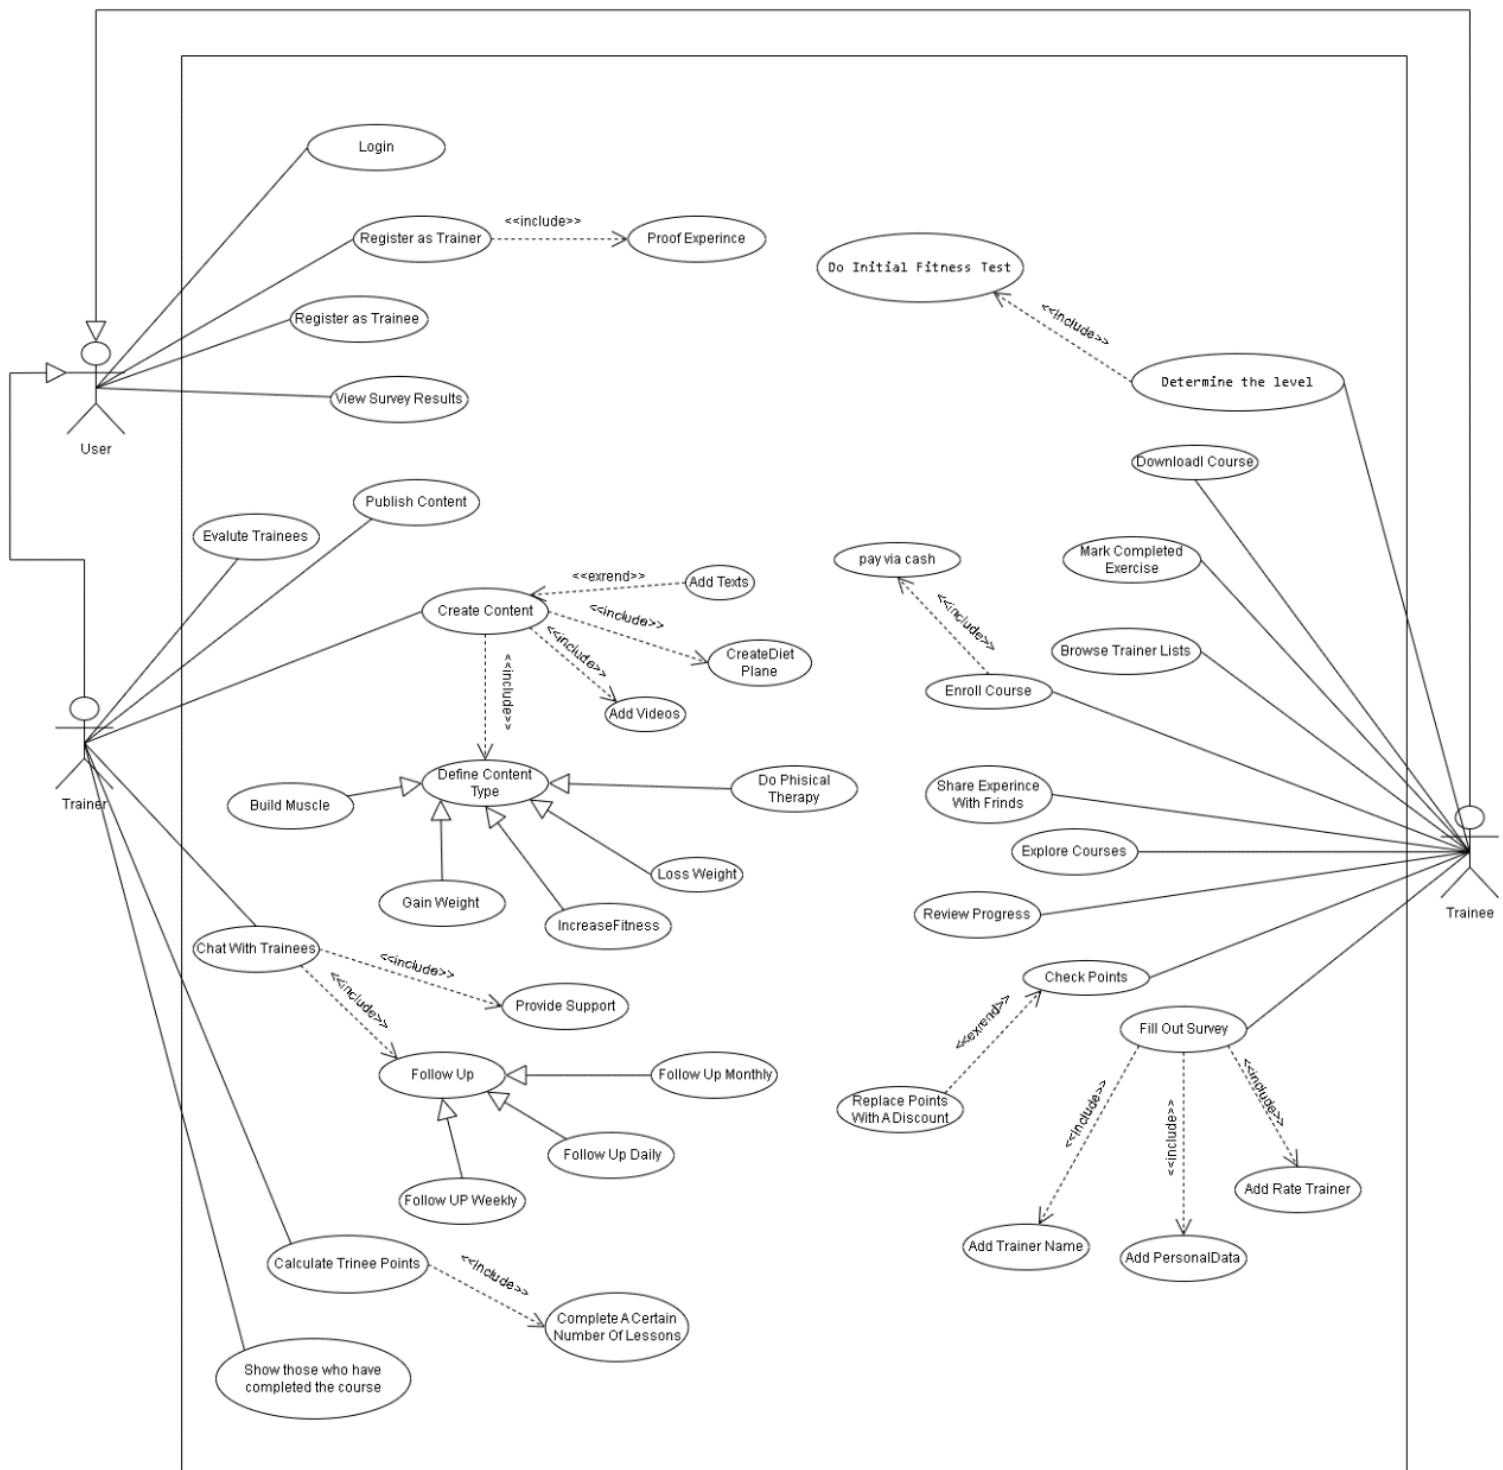 Login
<<include>>
Register as Trainer
Proof Experince
Do Initial Fitness Test
Register as Trainee
<<include>>
Determine the level
View Survey Results
User
Downloadl Course
Publish Content
Evalute Trainees
Mark Completed
Exercise
pay via cash
<<exrend>>
Add Texts
Create Content
<<include>>
<<include>>
<<include>>
<<include>>
CreateDiet
Plane
Browse Trainer Lists
Enroll Course
Add Videos
Define Content
Type
Do Phisical
Therapy
Build Muscle
Trainer
Share Experince
With Frinds
Explore Courses
Loss Weight
Gain Weight
IncreaseFitness
Review Progress
Trainee
Chat With Trainees
<<include>>
<<include>>
Provide Support
Check Points
<<exrend>>
Fill Out Survey
Follow Up
Follow Up Monthly
Replace Points
With A Discount
<<include>>
<<include>>
<<include>>
Follow Up Daily
Follow UP Weekly
Add Rate Trainer
Add Trainer Name
Add PersonalData
Calculate Trinee Points
<<include>>
Complete A Certain
Number Of Lessons
Show those who have
completed the course